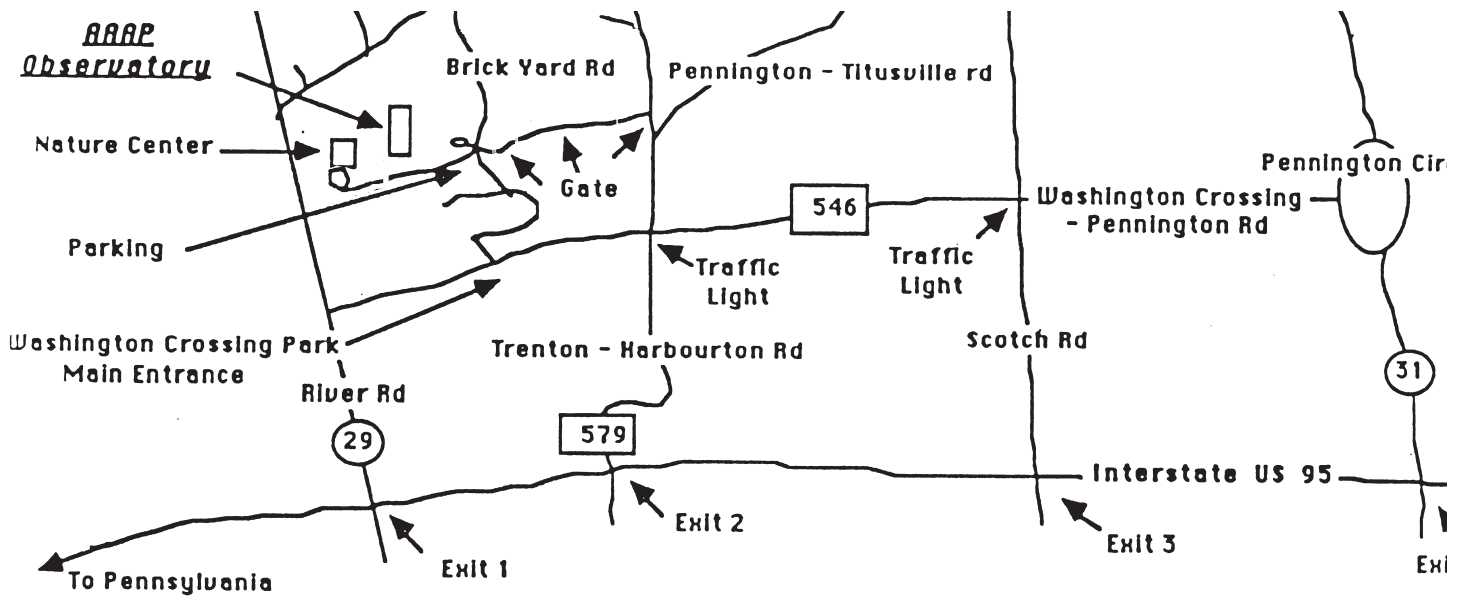 AAAP
Observatory
Brick Yard Rd
Pennington - Titusville rd
Nature Center
Gate
Pennington Cir
546
Washington Crossing
- Pennington Rd
Parking
Traffic
Light
Traffic
Light
Washington Crossing Park
Main Entrance
Trenton - Harbourton Rd
Scotch Rd
River Rd
31
29
579
Interstate US 95
Exit 2
Exit 3
Exit 1
Exi
To Pennsylvania